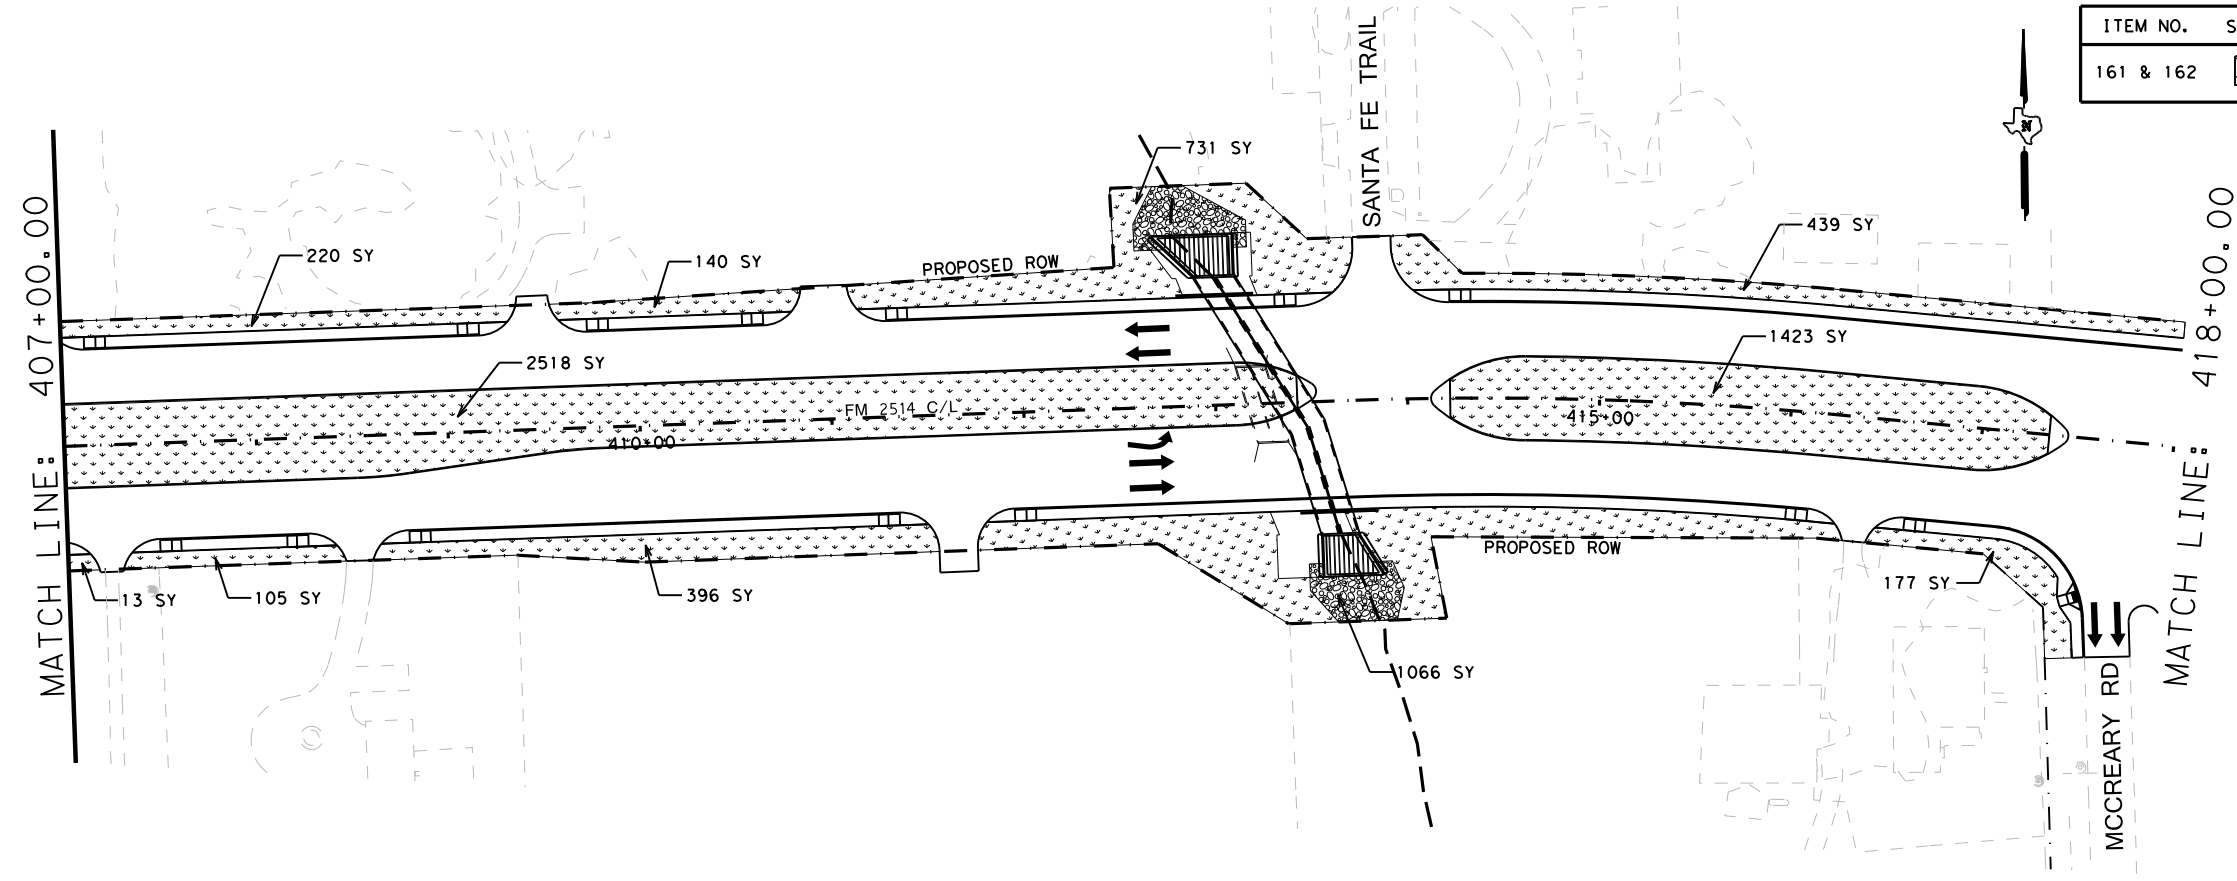 ITEM NO.
161 & 162
SANTA FE TRAIL
N
731 SY
407+00.00
418+00.00
220 SY
140 SY
PROPOSED ROW
439 SY
1423 SY
2518 SY
FM 2514 C/L
410+00
415+00
MATCH LINE:
MATCH LINE:
PROPOSED ROW
13 SY
105 SY
396 SY
177 SY
1066 SY
MCCREARY RD